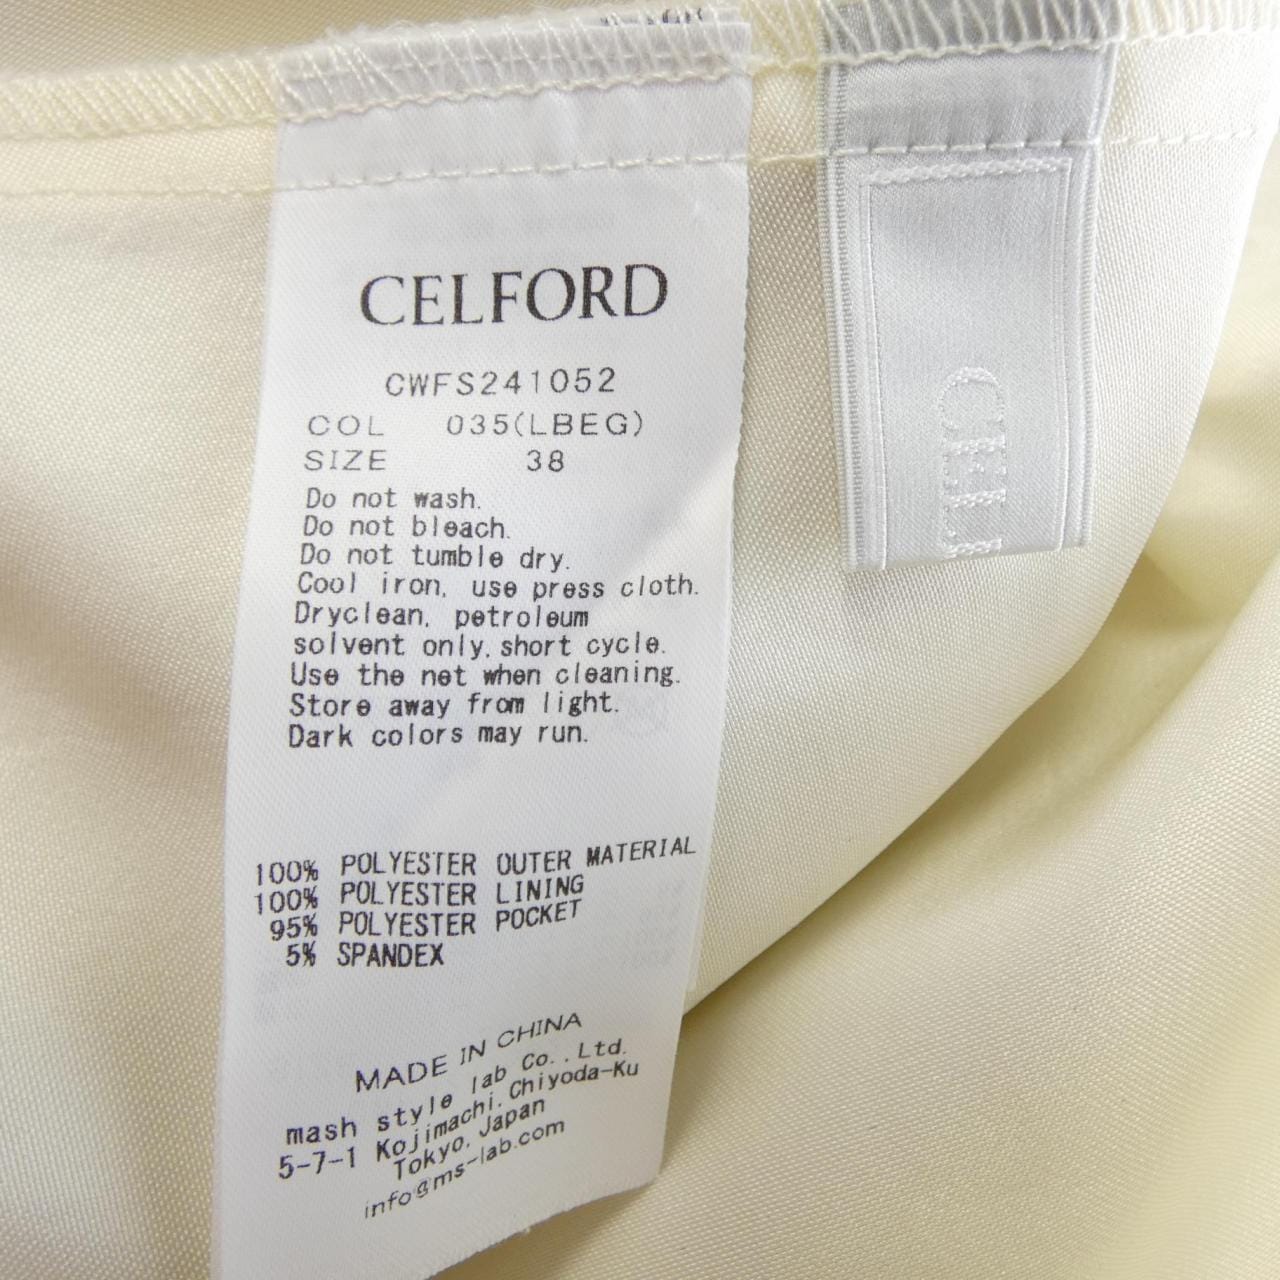 CELFORD
CWFS241052
COL 035(LBEG)
SIZE 38
Do not wash.
Do not bleach.
Do not tumble dry.
Cool iron, use press cloth.
Dryclean, petroleum
solvent only, short cycle.
Use the net when cleaning.
Store away from light.
Dark colors may run.
100% POLYESTER OUTER MATERIAL
100% POLYESTER LINING
95% POLYESTER POCKET
5% SPANDEX
MADE IN CHINA
mash style lab Co., Ltd.
5-7-1 Kojimachi, Chiyoda-Ku
Tokyo, Japan
info@ms-lab.com